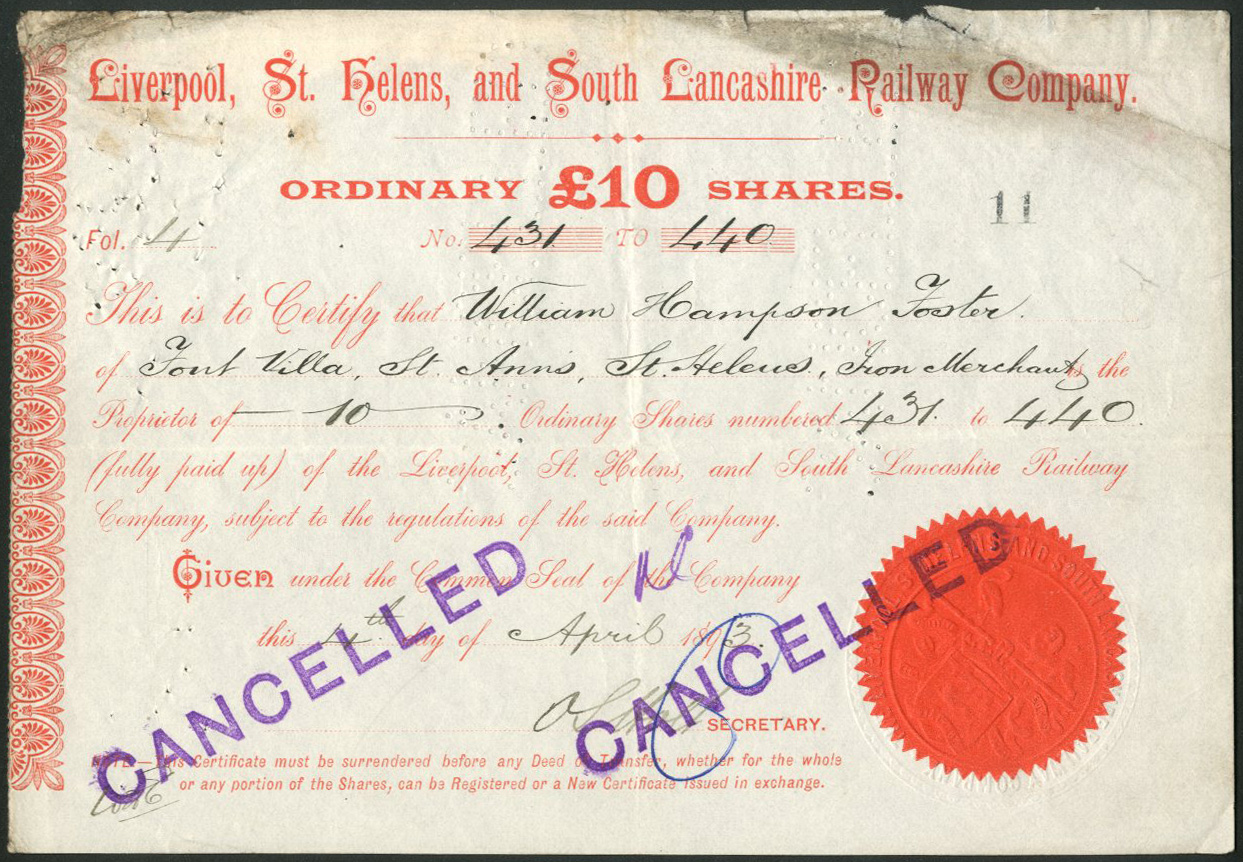 Liverpool, St. Helens, and South Lancashire Railway Company.
ORDINARY £10 SHARES.
11
Fol. 4 No. 431 TO 440
This is to Certify that William Hampson Foster.
of Font Villa, St. Anns, St. Helens, Iron Merchant is the
Proprietor of 10 Ordinary Shares numbered 431 to 440.
(fully paid up) of the Liverpool, St. Helens, and South Lancashire Railway
Company, subject to the regulations of the said Company.
Given under the Common Seal of the Company
this 4th day of April 1893.
SECRETARY.
CANCELLED
CANCELLED
NOTE—This Certificate must be surrendered before any Deed of Transfer, whether for the whole
or any portion of the Shares, can be Registered or a New Certificate issued in exchange.